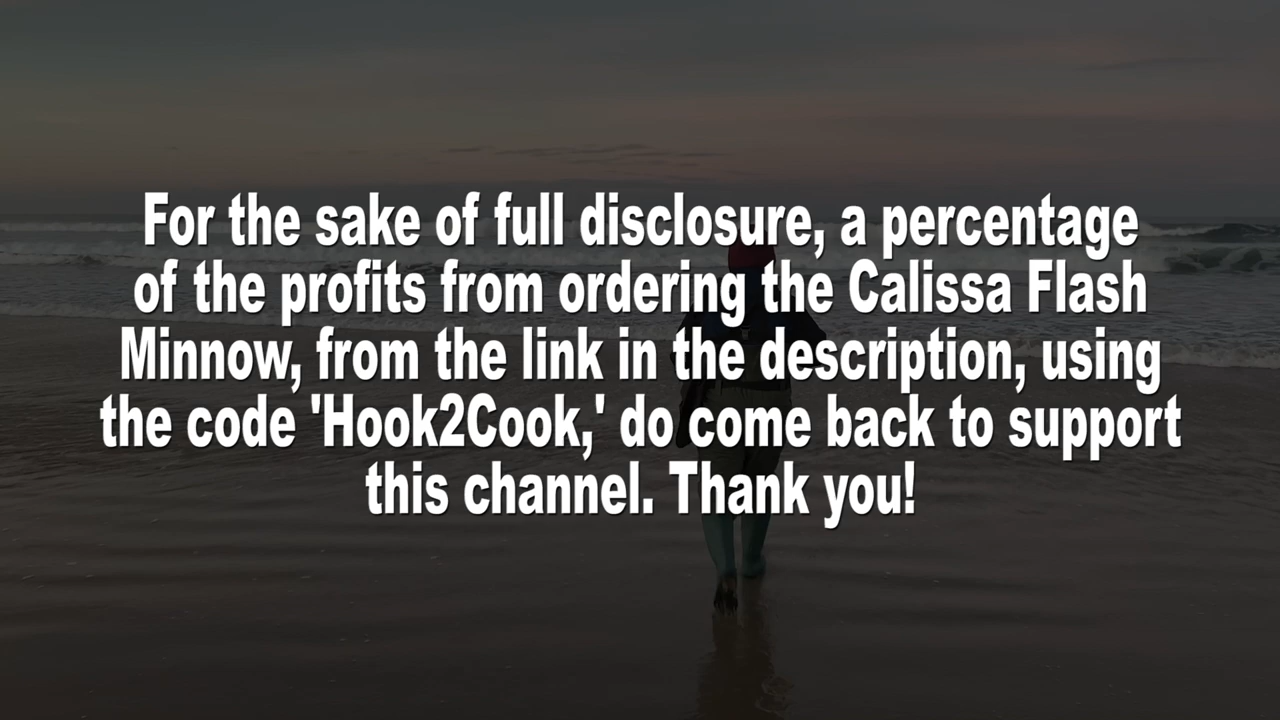 For the sake of full disclosure, a percentage
of the profits from ordering the Calissa Flash
Minnow, from the link in the description, using
the code 'Hook2Cook,' do come back to support
this channel. Thank you!